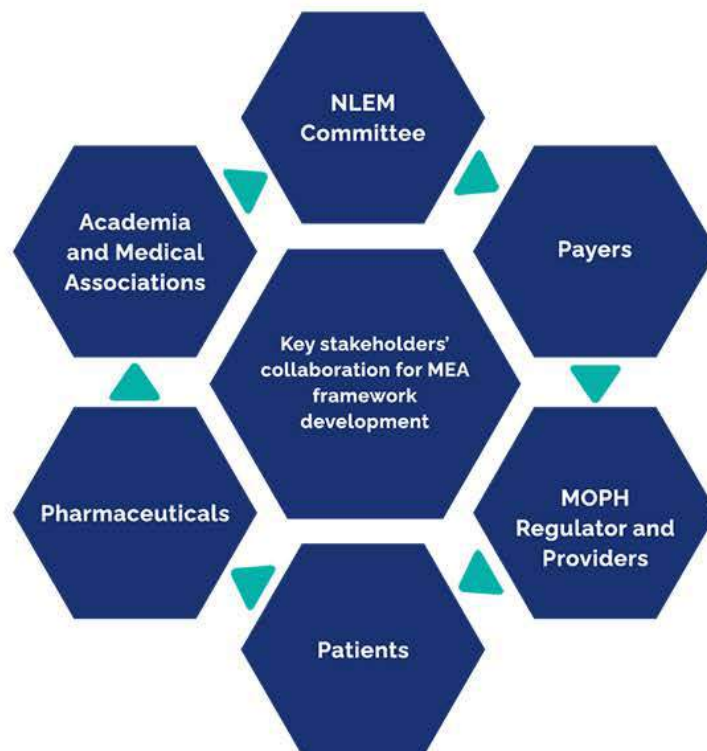 NLEM
Committee
Academia
and Medical
Associations
Payers
Key stakeholders’
collaboration for MEA
framework
development
Pharmaceuticals
MOPH
Regulator and
Providers
Patients